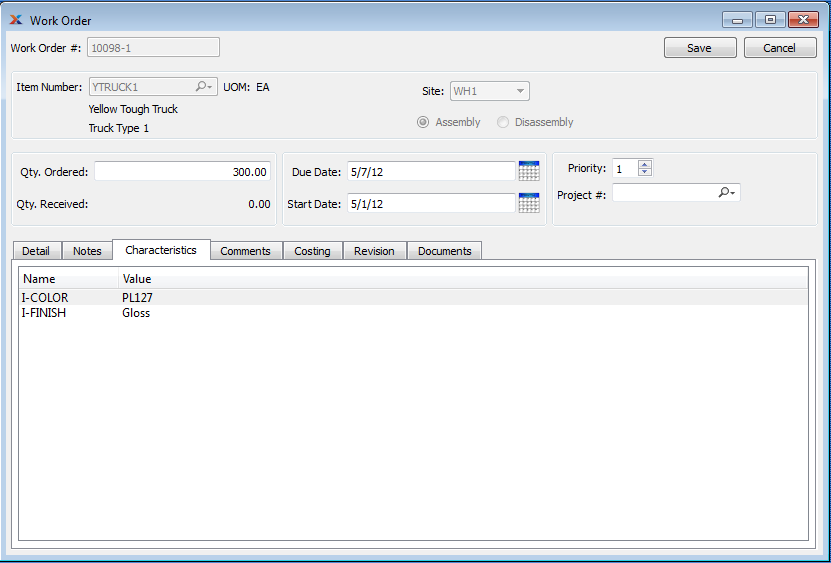 Work Order
Work Order #: 10098-1 Save Cancel
Item Number: YTRUCK1 UOM: EA Site: WH1
Yellow Tough Truck
Truck Type 1
Assembly Disassembly
Qty. Ordered: 300.00 Due Date: 5/7/12 Priority: 1
Qty. Received: 0.00 Start Date: 5/1/12 Project #:
Detail Notes Characteristics Comments Costing Revision Documents
Name Value
I-COLOR PL127
I-FINISH Gloss